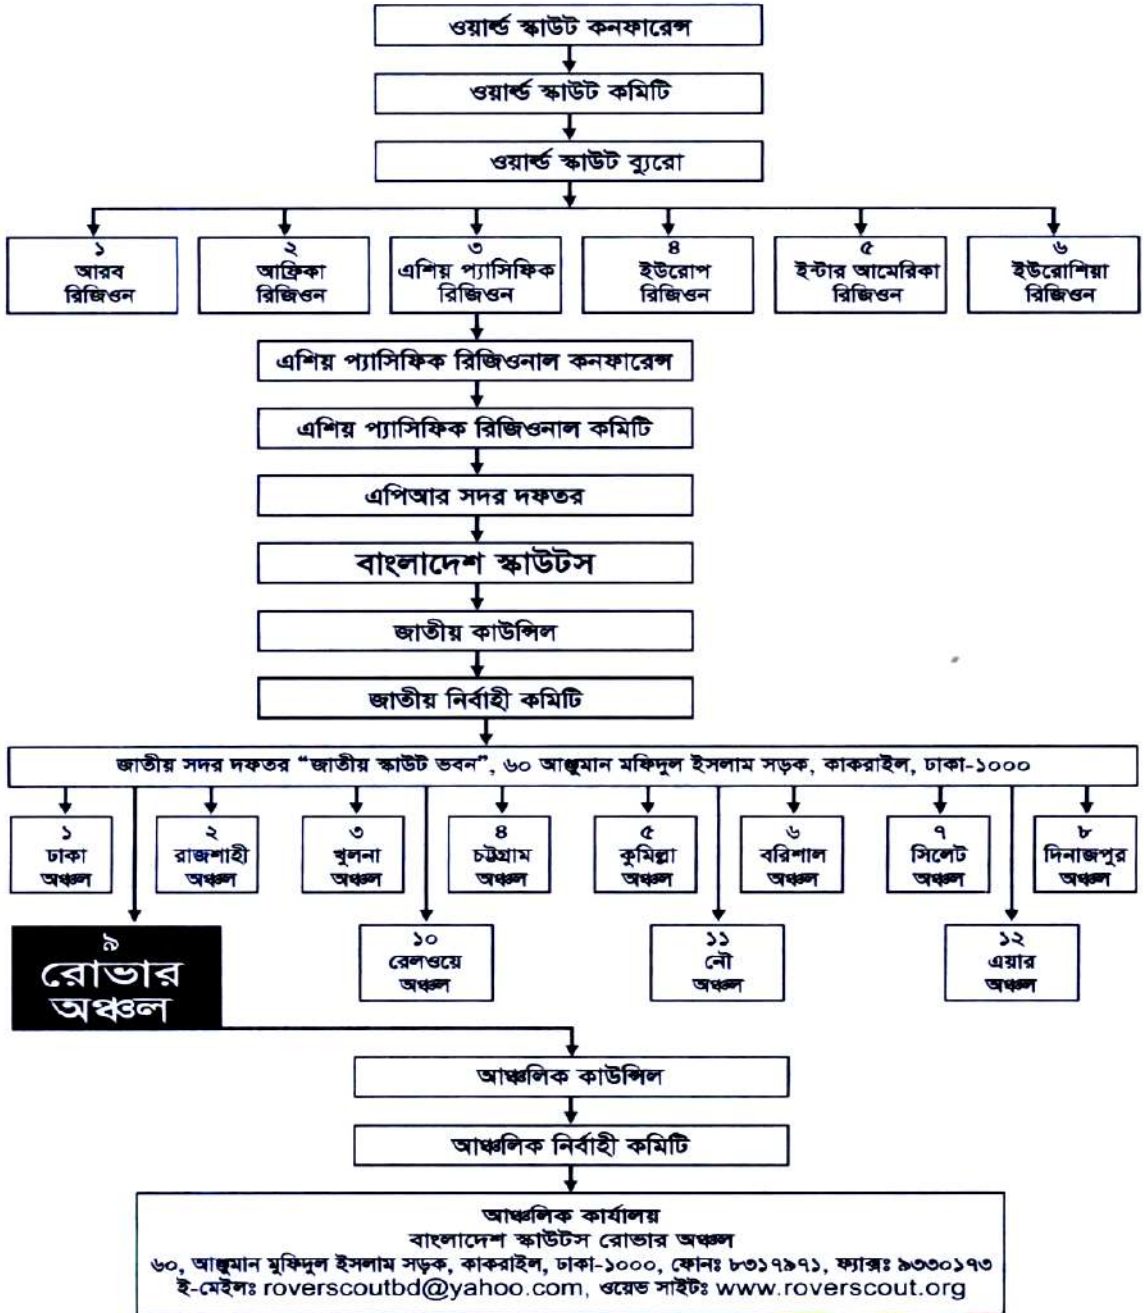 ওয়ার্ল্ড স্কাউট কনফারেন্স
ওয়ার্ল্ড স্কাউট কমিটি
ওয়ার্ল্ড স্কাউট ব্যুরো
১
আরব
রিজিওন
২
আফ্রিকা
রিজিওন
৩
এশিয় প্যাসিফিক
রিজিওন
৪
ইউরোপ
রিজিওন
৫
ইন্টার আমেরিকা
রিজিওন
৬
ইউরোশিয়া
রিজিওন
এশিয় প্যাসিফিক রিজিওনাল কনফারেন্স
এশিয় প্যাসিফিক রিজিওনাল কমিটি
এপিআর সদর দফতর
বাংলাদেশ স্কাউটস
জাতীয় কাউন্সিল
জাতীয় নির্বাহী কমিটি
জাতীয় সদর দফতর “জাতীয় স্কাউট ভবন”, ৬০ আঞ্জুমান মফিদুল ইসলাম সড়ক, কাকরাইল, ঢাকা-১০০০
১
ঢাকা
অঞ্চল
২
রাজশাহী
অঞ্চল
৩
খুলনা
অঞ্চল
৪
চট্টগ্রাম
অঞ্চল
৫
কুমিল্লা
অঞ্চল
৬
বরিশাল
অঞ্চল
৭
সিলেট
অঞ্চল
৮
দিনাজপুর
অঞ্চল
৯
রোভার
অঞ্চল
১০
রেলওয়ে
অঞ্চল
১১
নৌ
অঞ্চল
১২
এয়ার
অঞ্চল
আঞ্চলিক কাউন্সিল
আঞ্চলিক নির্বাহী কমিটি
আঞ্চলিক কার্যালয়
বাংলাদেশ স্কাউটস রোভার অঞ্চল
৬০, আঞ্জুমান মুফিদুল ইসলাম সড়ক, কাকরাইল, ঢাকা-১০০০, ফোনঃ ৮৩১৭৯৭১, ফ্যাক্সঃ ৯৩৩০১৭৩
ই-মেইলঃ roverscoutbd@yahoo.com, ওয়েভ সাইটঃ www.roverscout.org